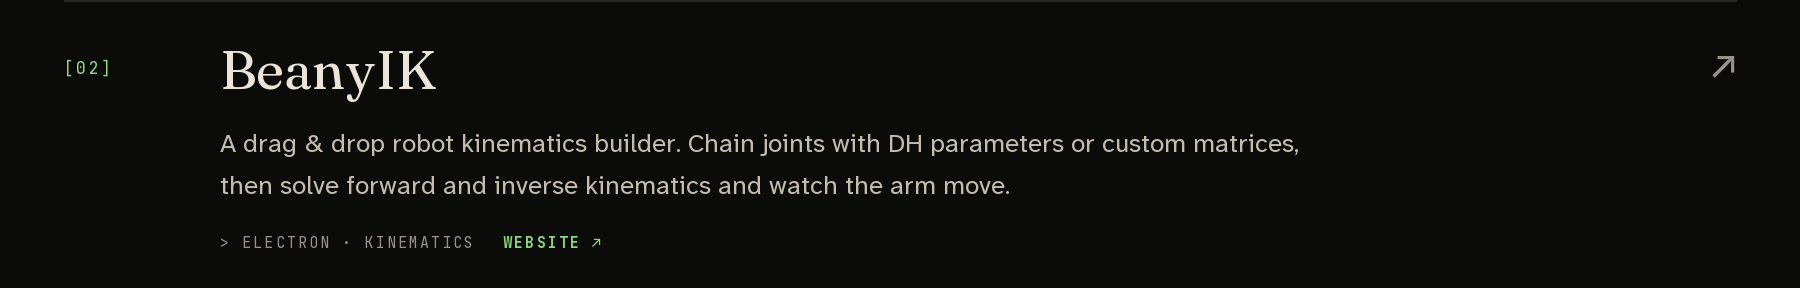 [02]
BeanyIK
↗
A drag & drop robot kinematics builder. Chain joints with DH parameters or custom matrices,
then solve forward and inverse kinematics and watch the arm move.
> ELECTRON · KINEMATICS WEBSITE ↗